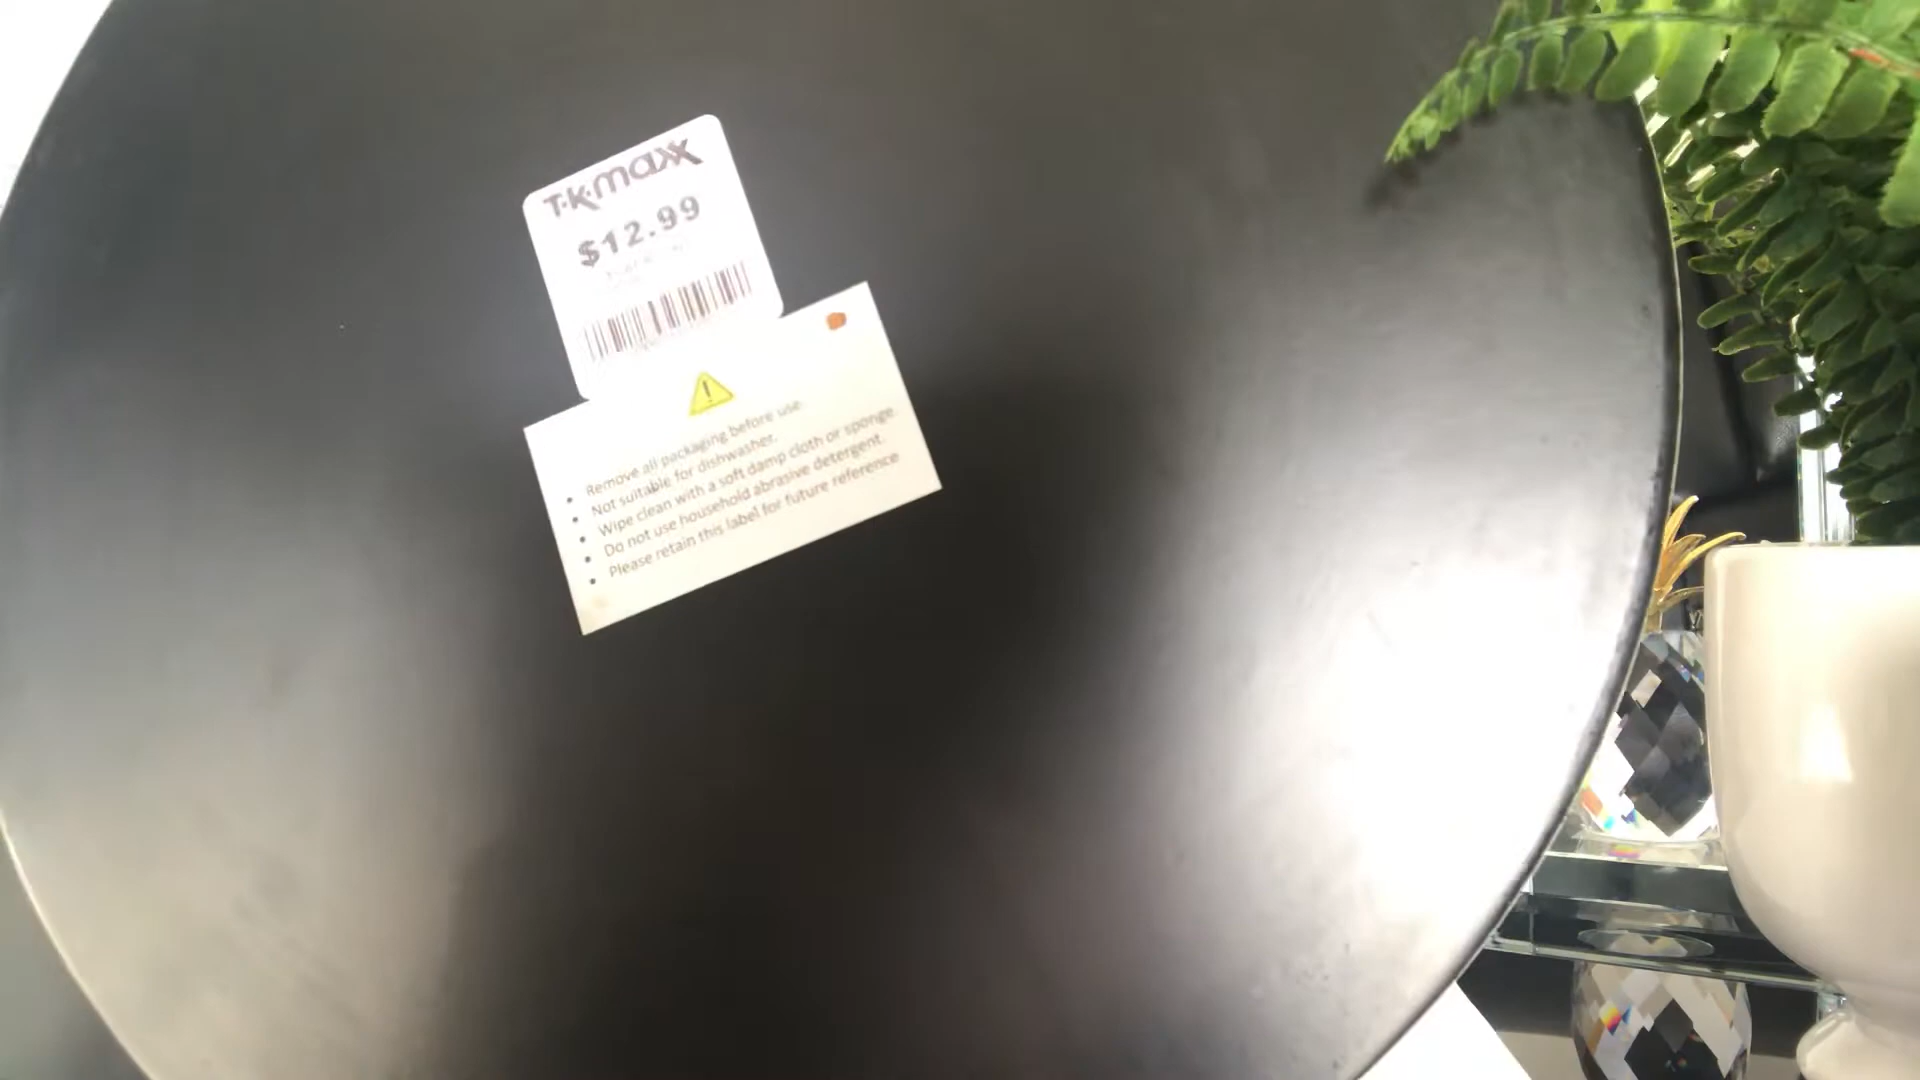 T·K·maxx
$12.99
Remove all packaging before use.
Not suitable for dishwasher.
Wipe clean with a soft damp cloth or sponge.
Do not use household abrasive detergent.
Please retain this label for future reference